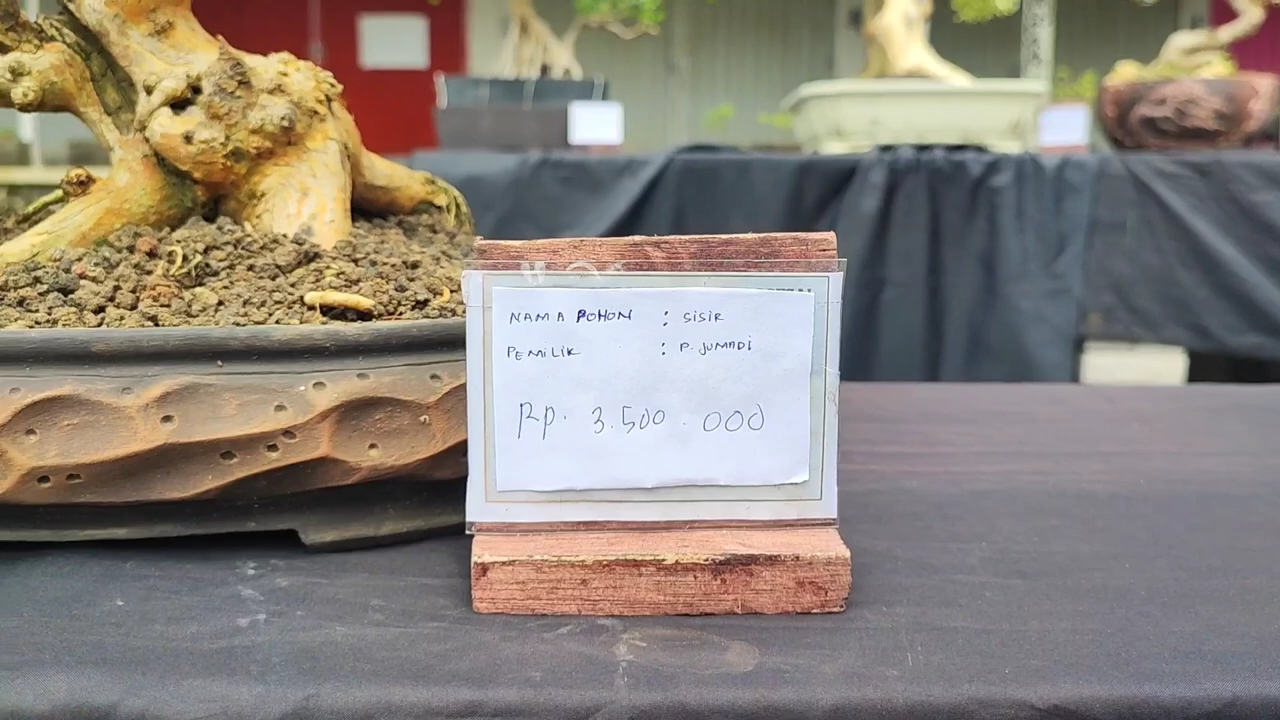 NAMA POHON : SISIR
PEMILIK : P. JUMADI
Rp. 3.500.000